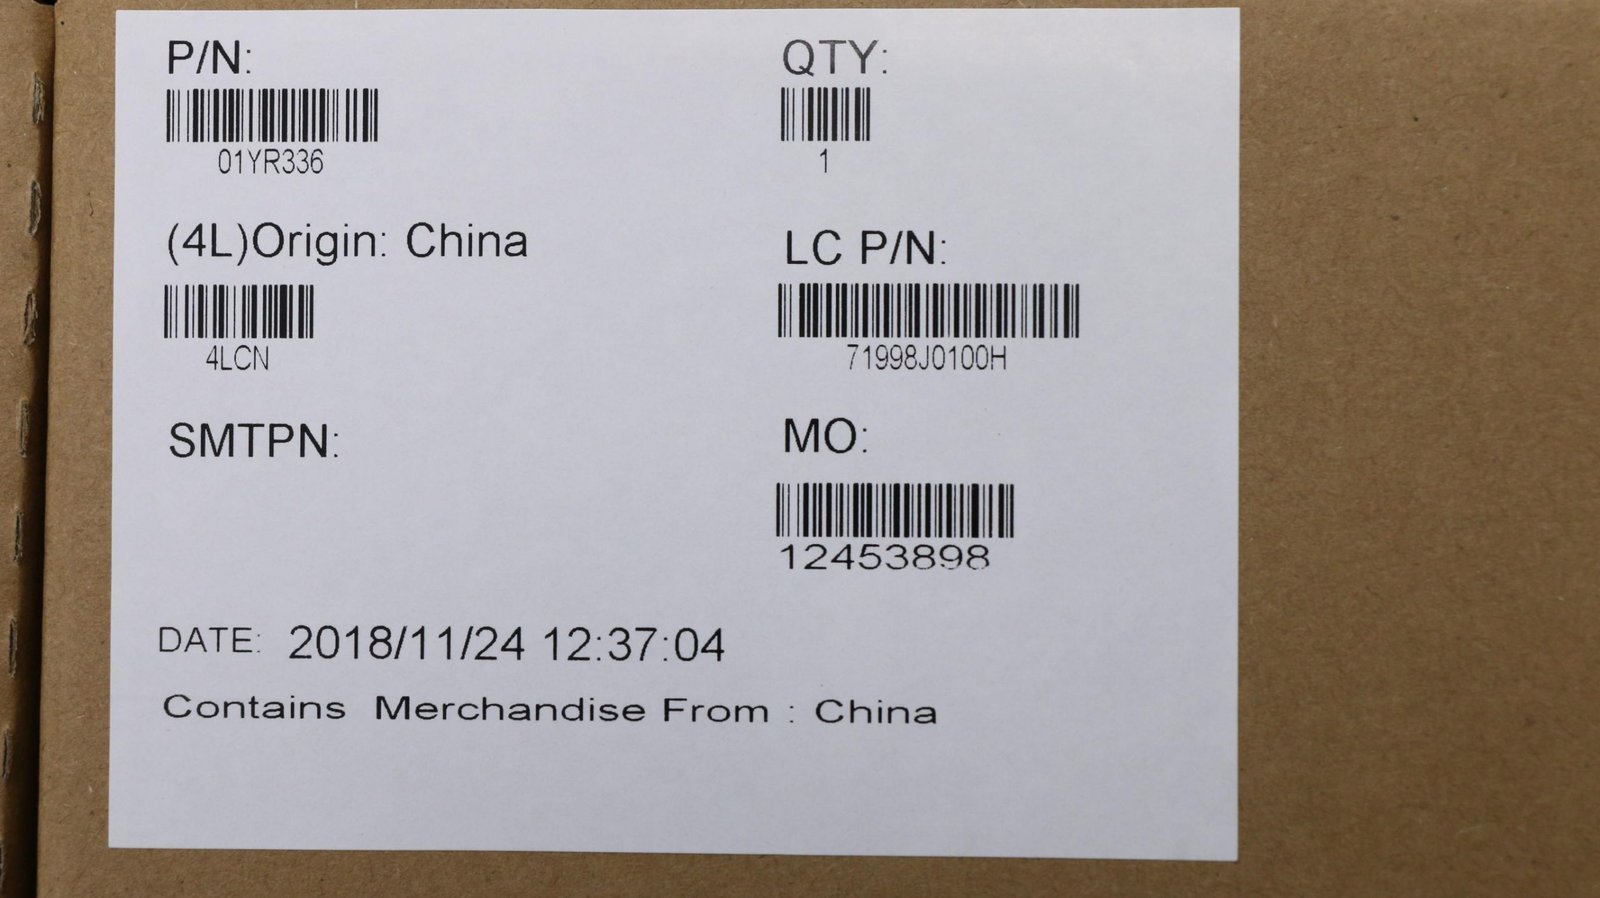 P/N:
01YR336
QTY:
1
(4L)Origin: China
4LCN
LC P/N:
71998J0100H
SMTPN:
MO:
12453898
DATE: 2018/11/24 12:37:04
Contains Merchandise From : China